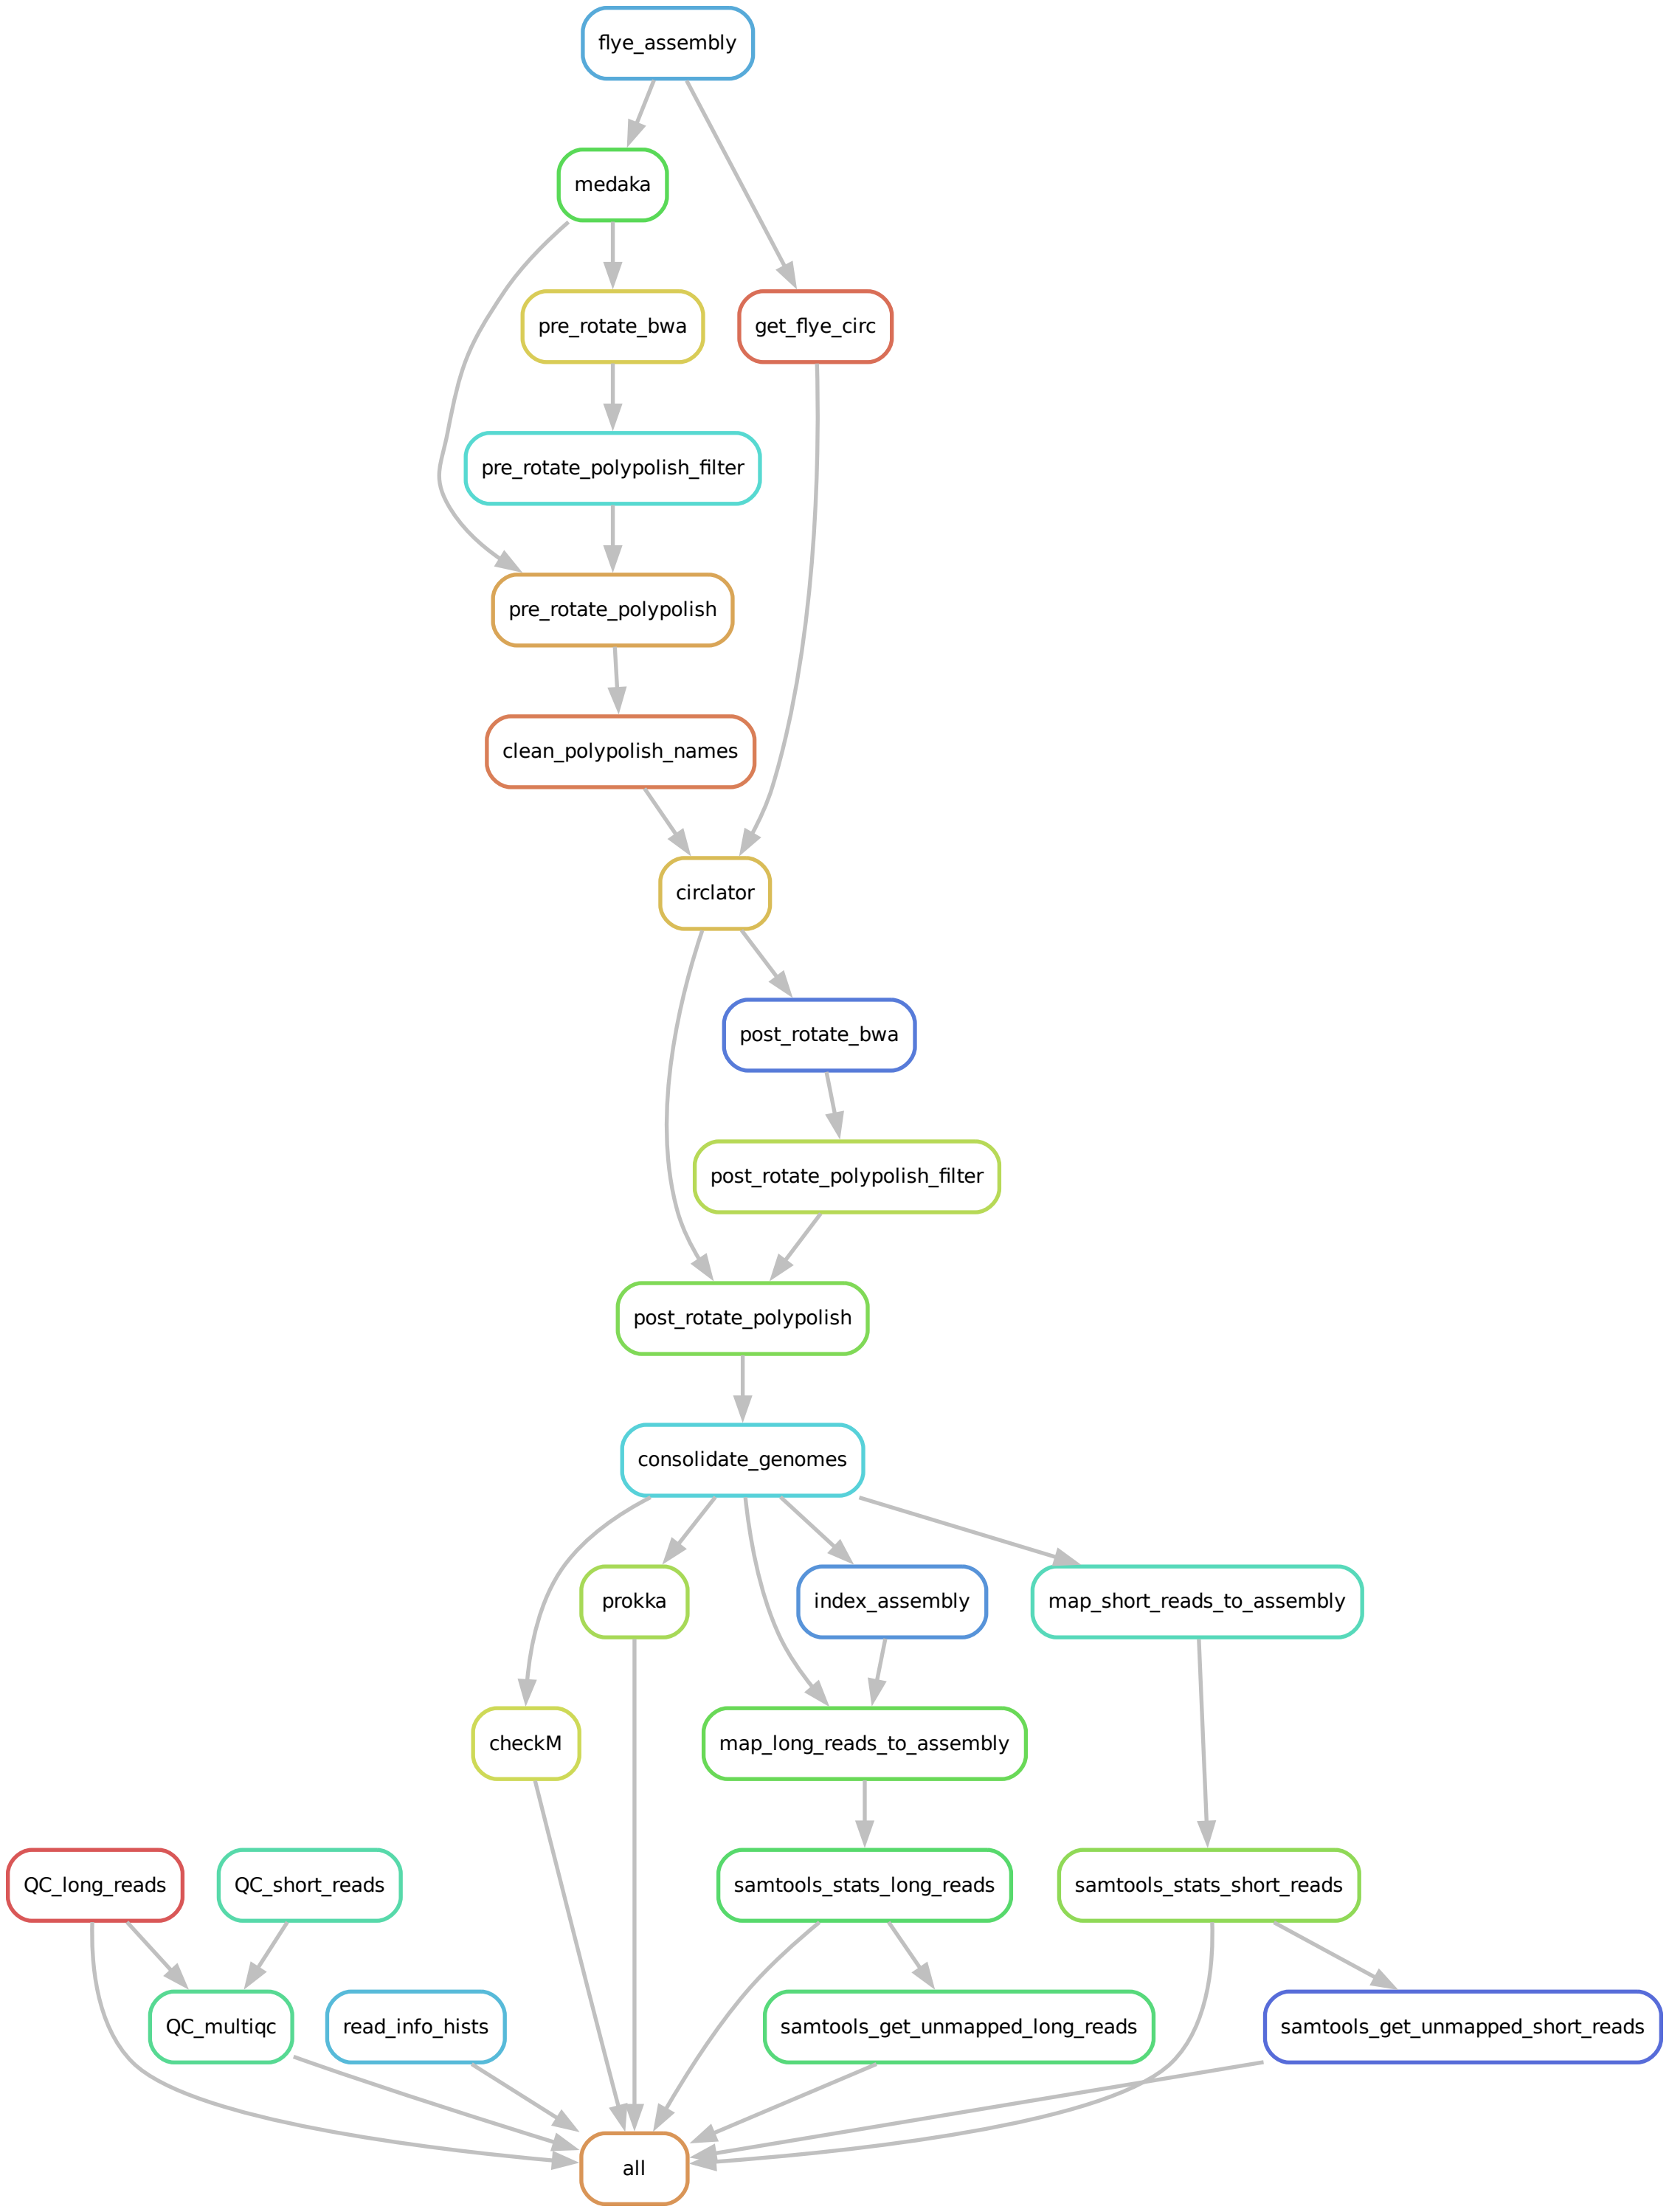 flye_assembly
medaka
pre_rotate_bwa
get_flye_circ
pre_rotate_polypolish_filter
pre_rotate_polypolish
clean_polypolish_names
circlator
post_rotate_bwa
post_rotate_polypolish_filter
post_rotate_polypolish
consolidate_genomes
prokka
index_assembly
map_short_reads_to_assembly
checkM
map_long_reads_to_assembly
QC_long_reads
QC_short_reads
samtools_stats_long_reads
samtools_stats_short_reads
QC_multiqc
read_info_hists
samtools_get_unmapped_long_reads
samtools_get_unmapped_short_reads
all